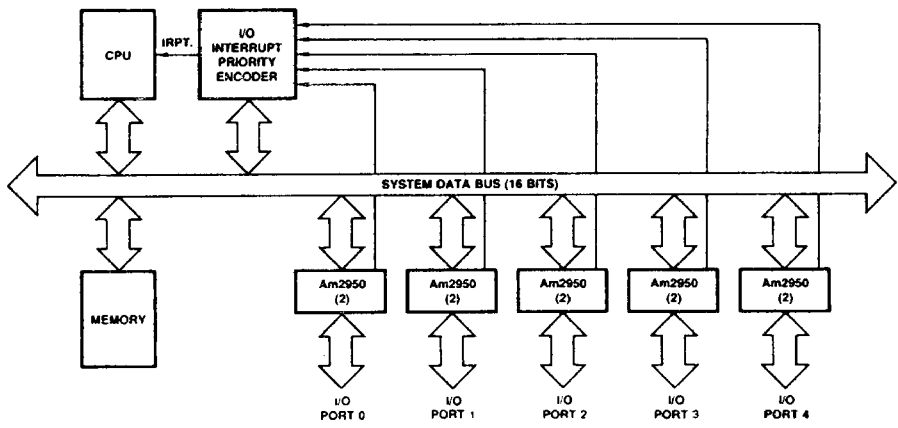 CPU
IRPT.
I/O
INTERRUPT
PRIORITY
ENCODER
SYSTEM DATA BUS (16 BITS)
MEMORY
Am2950
(2)
Am2950
(2)
Am2950
(2)
Am2950
(2)
Am2950
(2)
I/O
PORT 0
I/O
PORT 1
I/O
PORT 2
I/O
PORT 3
I/O
PORT 4